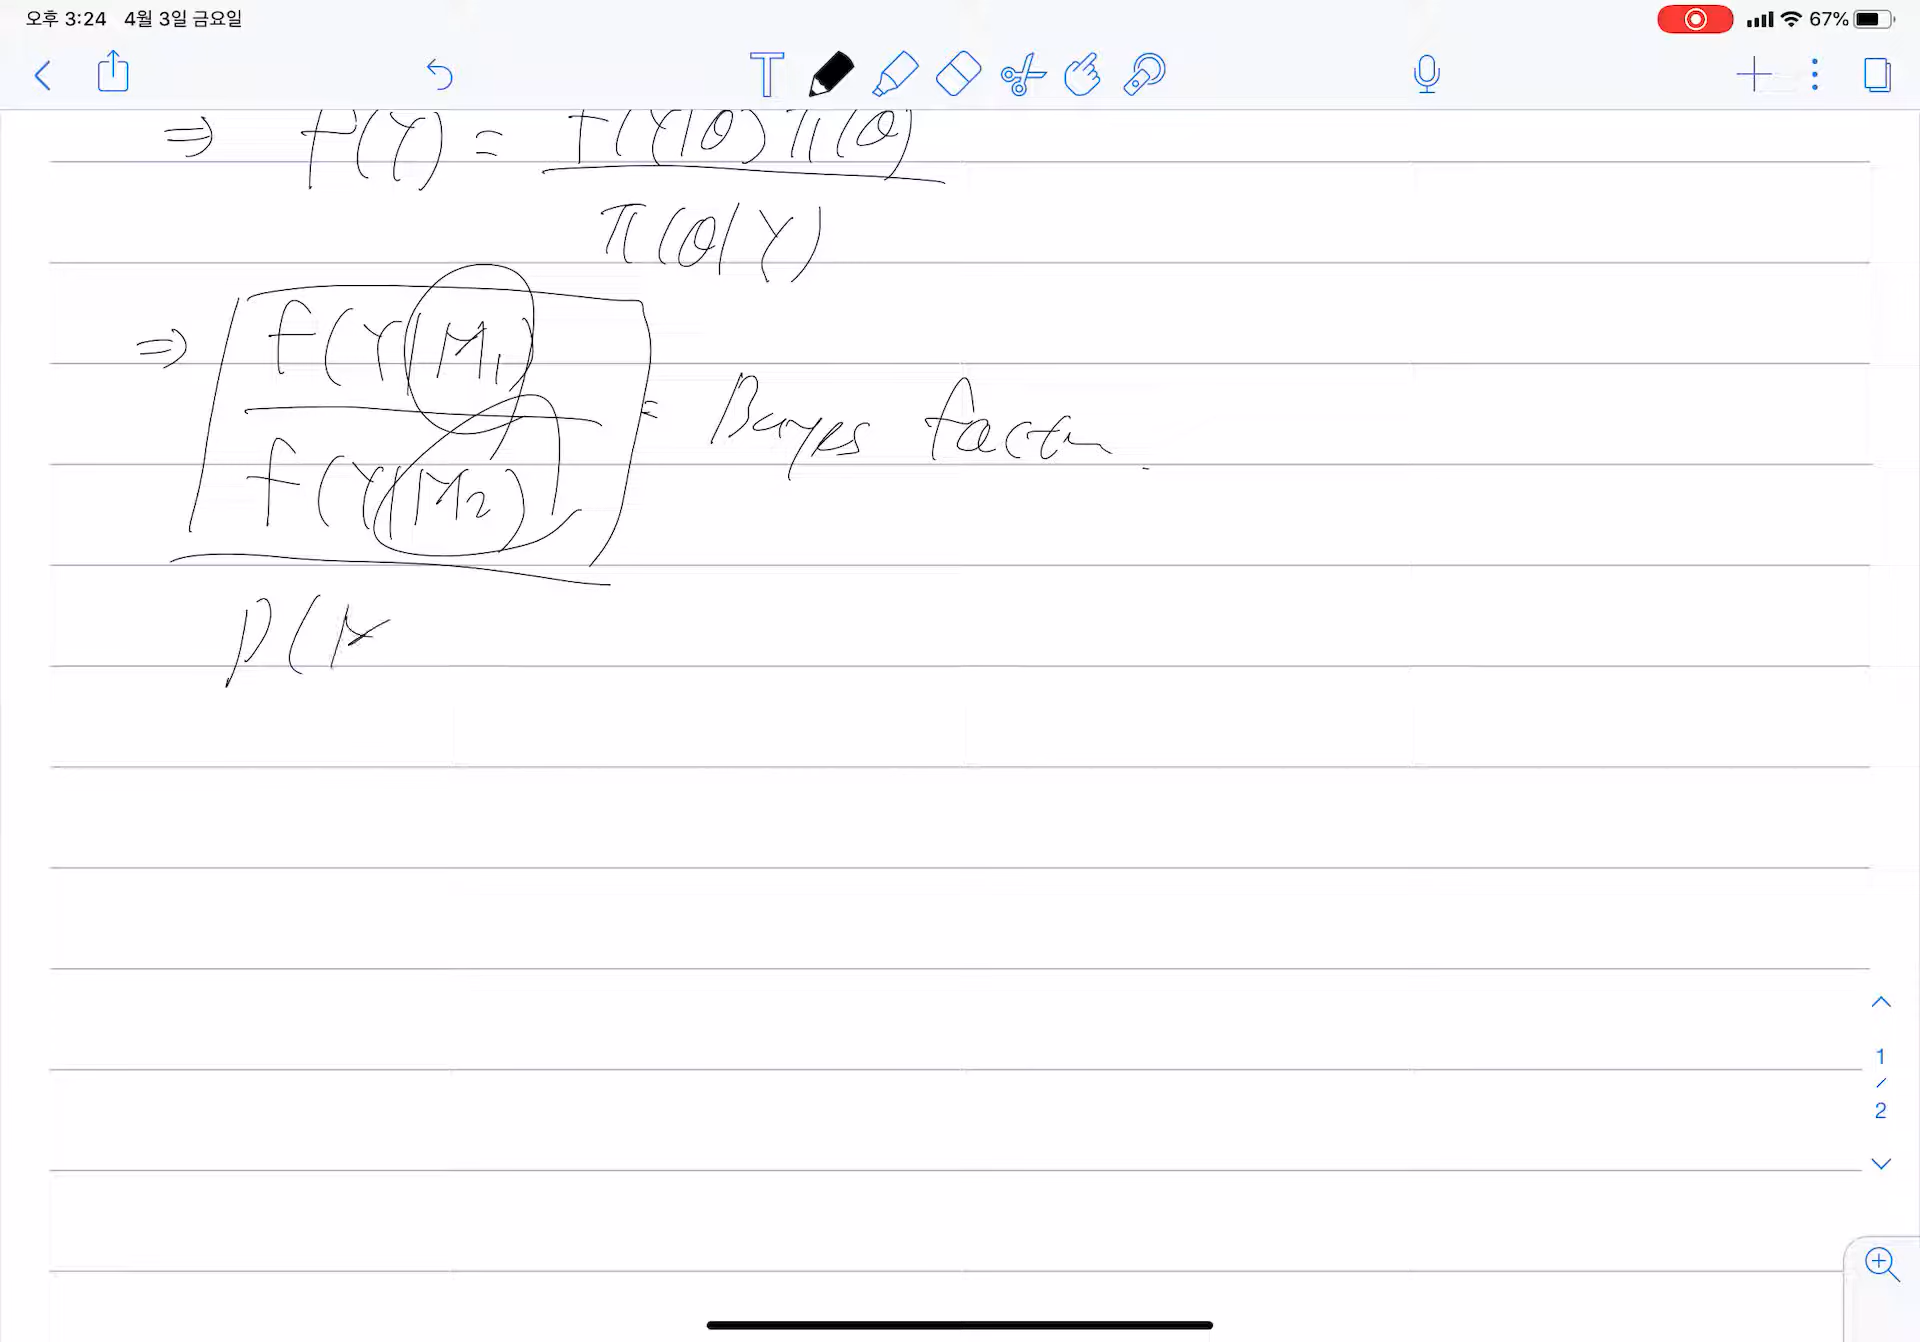 오후 3:24 4월 3일 금요일
67%
⇒ f(Y) = f(Y|θ) π(θ)
π(θ|Y)
⇒ f(Y|M₁)
= Bayes factor.
f(Y|M₂)
p(M
1
/
2